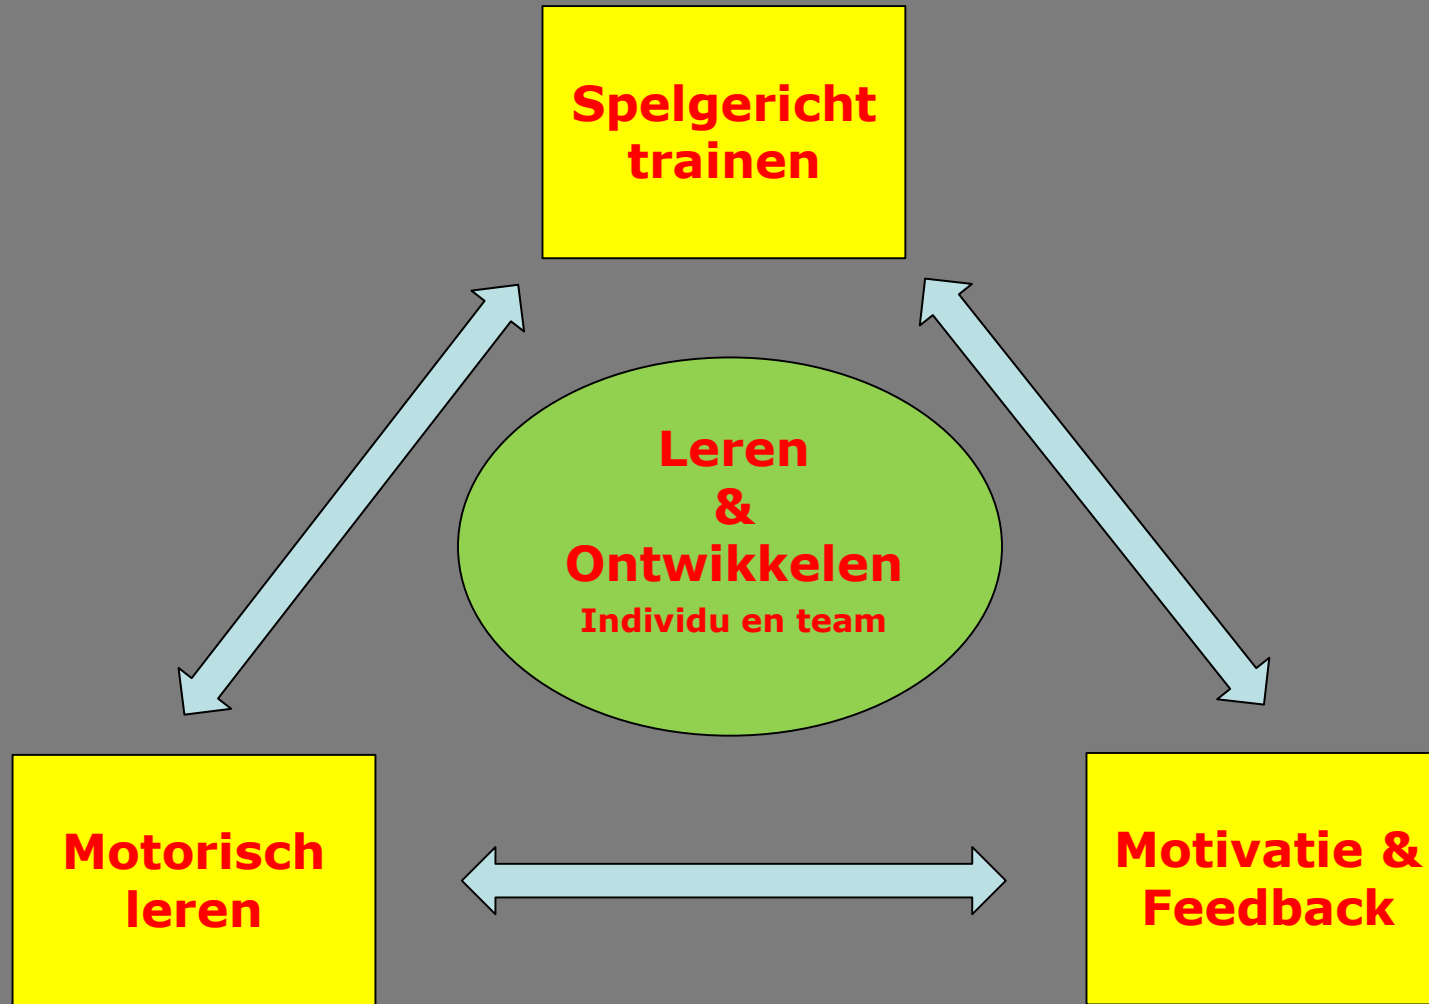 Spelgericht
trainen
Leren
&
Ontwikkelen
Individu en team
Motorisch
leren
Motivatie &
Feedback